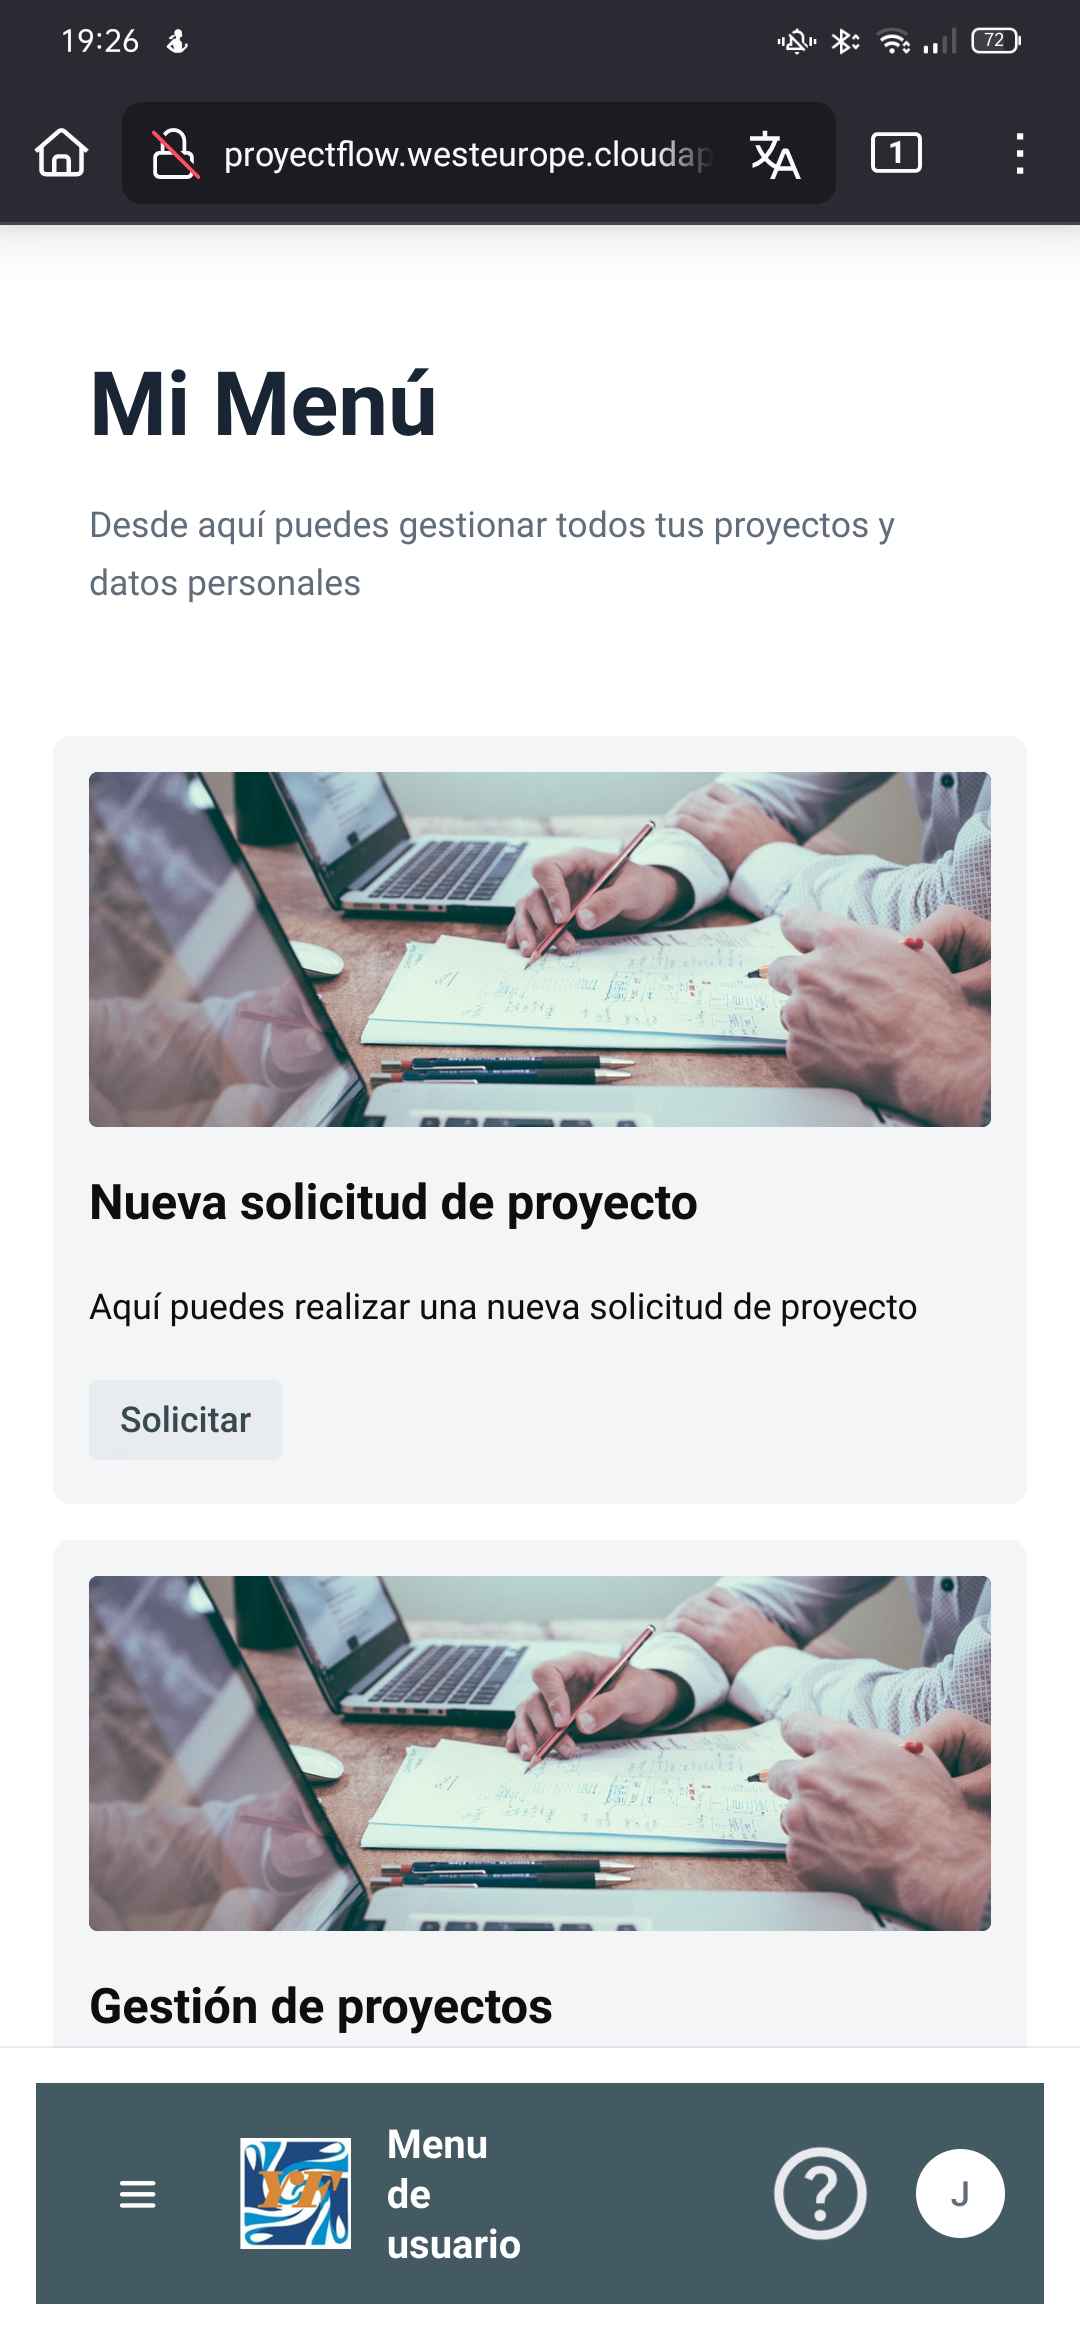 19:26
72
proyectflow.westeurope.cloudap
1
Mi Menú
Desde aquí puedes gestionar todos tus proyectos y
datos personales
Nueva solicitud de proyecto
Aquí puedes realizar una nueva solicitud de proyecto
Solicitar
Gestión de proyectos
YF
Menu
de
usuario
?
J